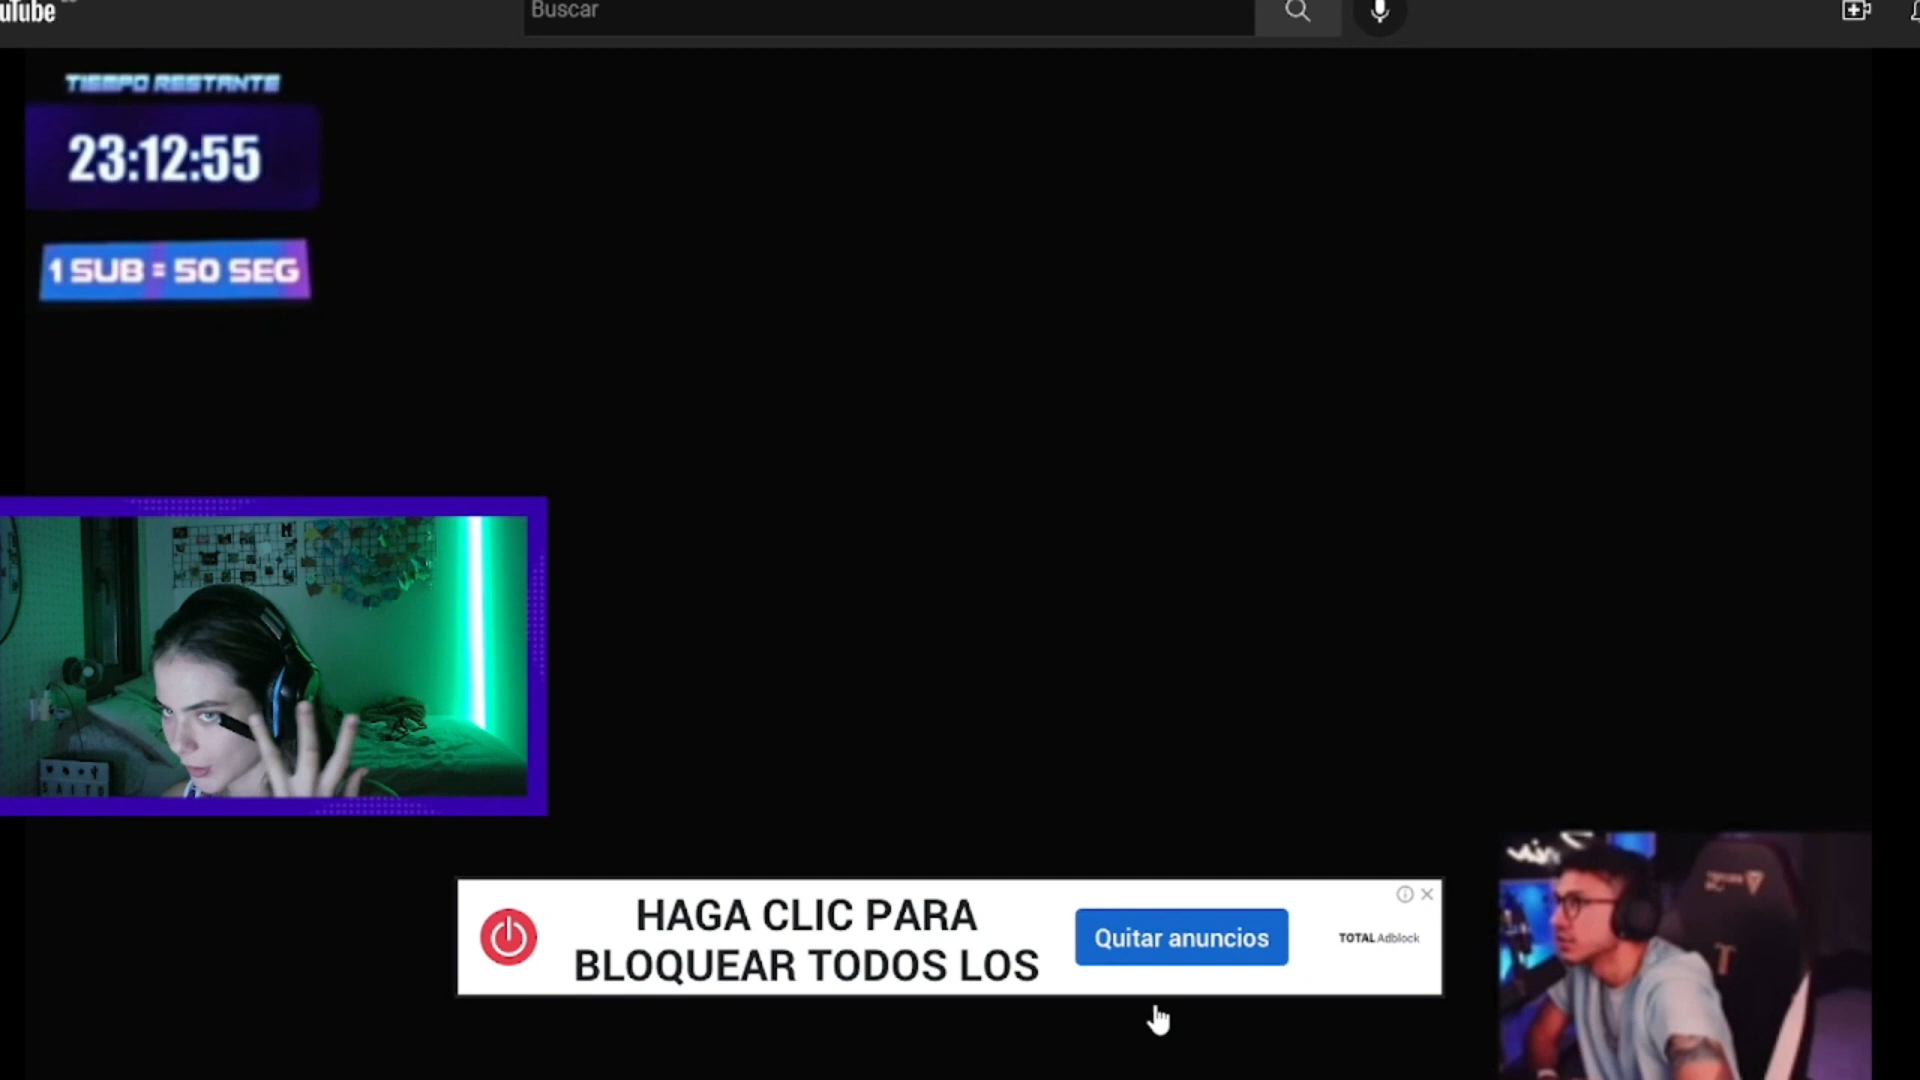 uTube
Buscar
TIEMPO RESTANTE
23:12:55
1 SUB = 50 SEG
SAITO
HAGA CLIC PARA
BLOQUEAR TODOS LOS
Quitar anuncios
TOTAL Adblock